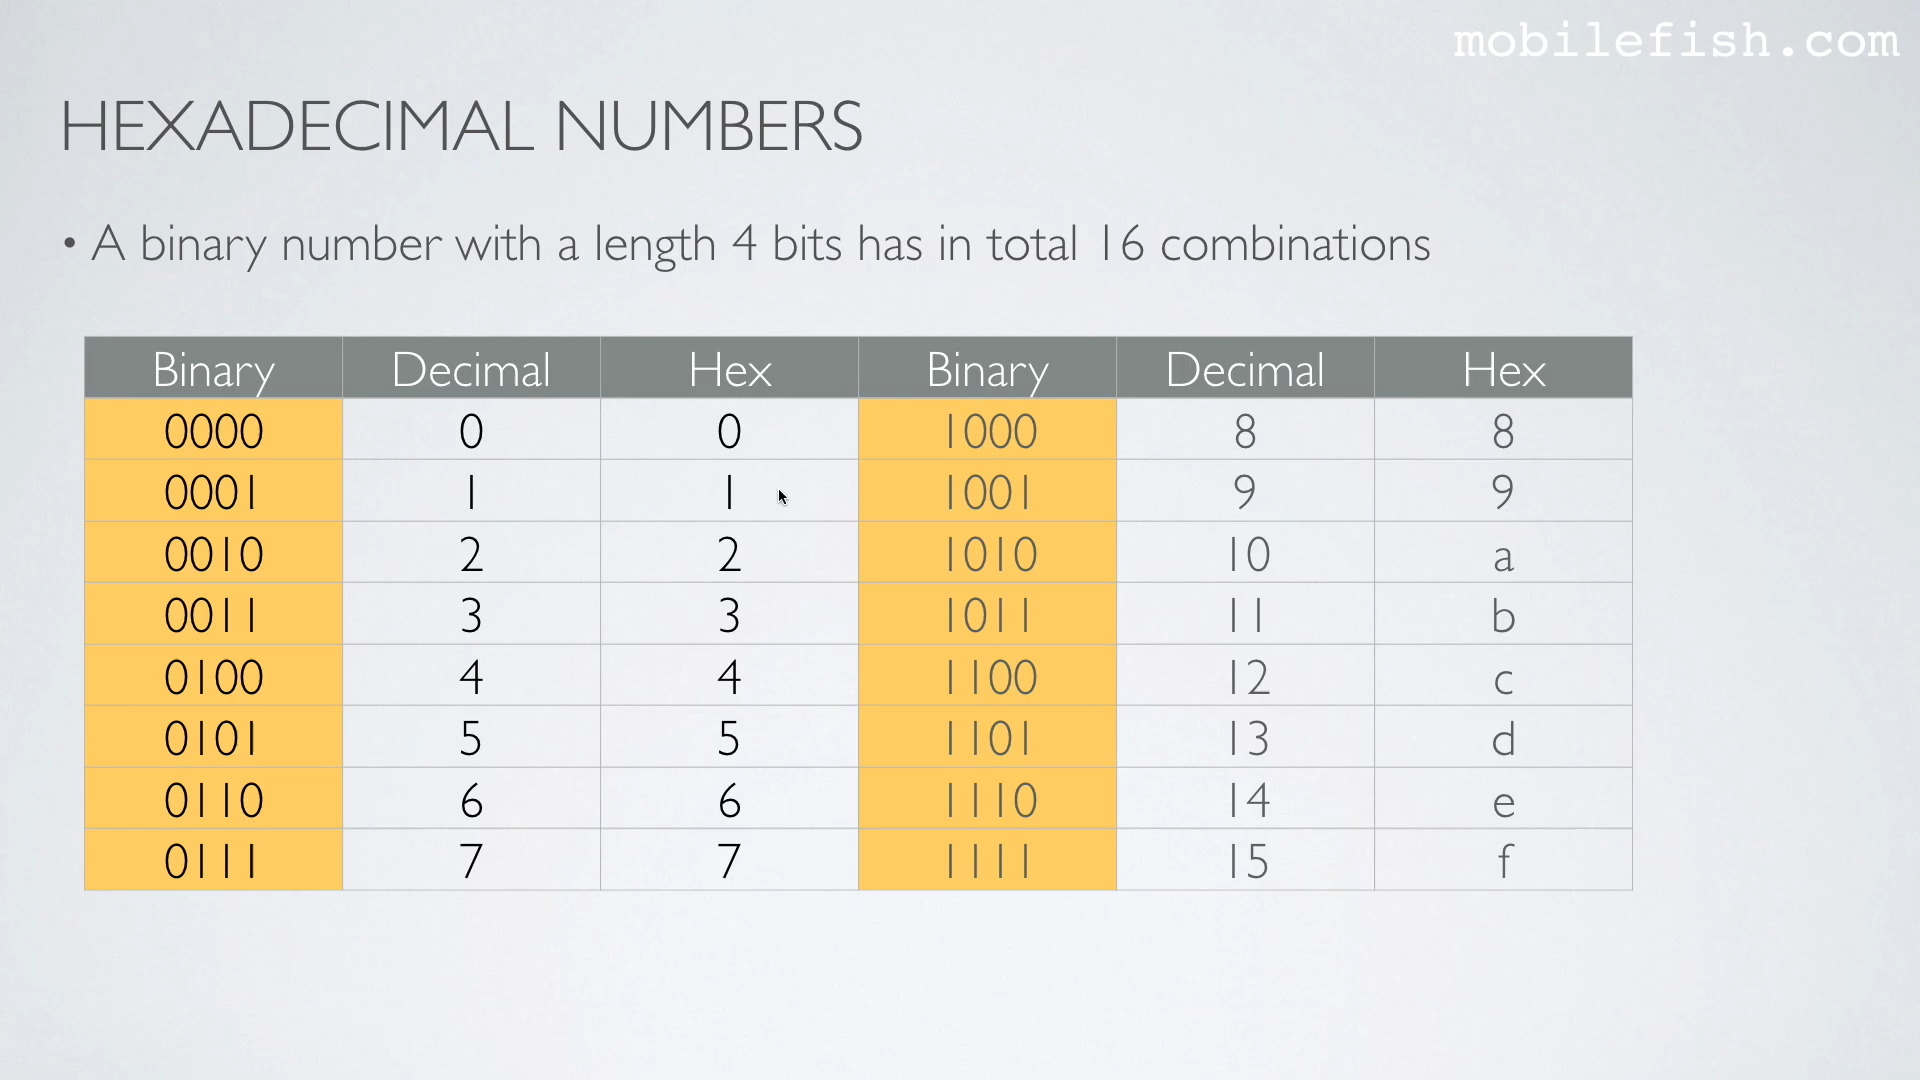 mobilefish.com
HEXADECIMAL NUMBERS
• A binary number with a length 4 bits has in total 16 combinations
Binary Decimal Hex Binary Decimal Hex
0000 0 0 1000 8 8
0001 1 1 1001 9 9
0010 2 2 1010 10 a
0011 3 3 1011 11 b
0100 4 4 1100 12 c
0101 5 5 1101 13 d
0110 6 6 1110 14 e
0111 7 7 1111 15 f